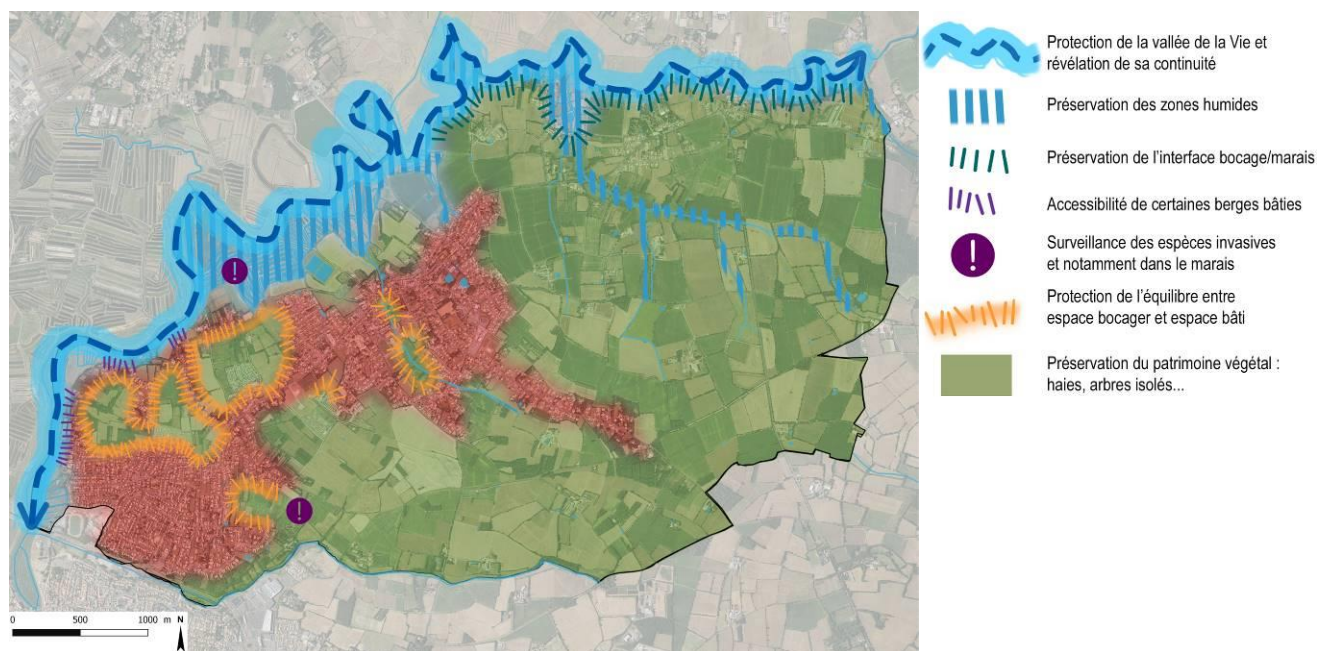 Protection de la vallée de la Vie et
révélation de sa continuité
Préservation des zones humides
Préservation de l'interface bocage/marais
Accessibilité de certaines berges bâties
!
Surveillance des espèces invasives
et notamment dans le marais
Protection de l'équilibre entre
espace bocager et espace bâti
Préservation du patrimoine végétal :
haies, arbres isolés...
!
!
0 500 1000 m N